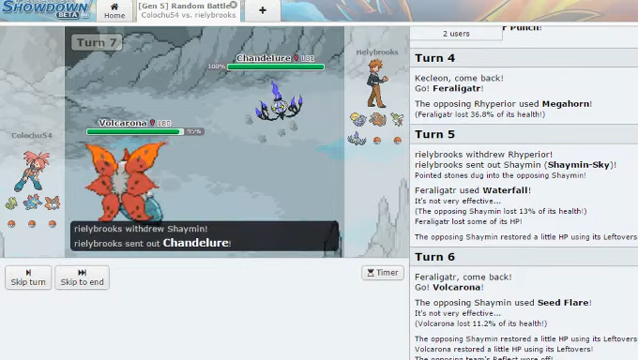 SHOWDOWN
BETA
Home
[Gen 5] Random Battle
Colochu54 vs. rielybrooks
2 users
Turn 7
Chandelure
100%
rielybrooks
Volcarona
Colochu54
rielybrooks withdrew Shaymin!
rielybrooks sent out Chandelure!
Skip turn
Skip to end
Timer
Turn 4
Kecleon, come back!
Go! Feraligatr!
The opposing Rhyperior used Megahorn!
(Feraligatr lost 36.8% of its health!)
Turn 5
rielybrooks withdrew Rhyperior!
rielybrooks sent out Shaymin (Shaymin-Sky)!
Pointed stones dug into the opposing Shaymin!
Feraligatr used Waterfall!
It's not very effective...
(The opposing Shaymin lost 13% of its health!)
Feraligatr lost some of its HP!
The opposing Shaymin restored a little HP using its Leftovers!
Turn 6
Feraligatr, come back!
Go! Volcarona!
The opposing Shaymin used Seed Flare!
It's not very effective...
(Volcarona lost 11.2% of its health!)
The opposing Shaymin restored a little HP using its Leftovers!
Volcarona restored a little HP using its Leftovers!
The opposing team's Reflect wore off!